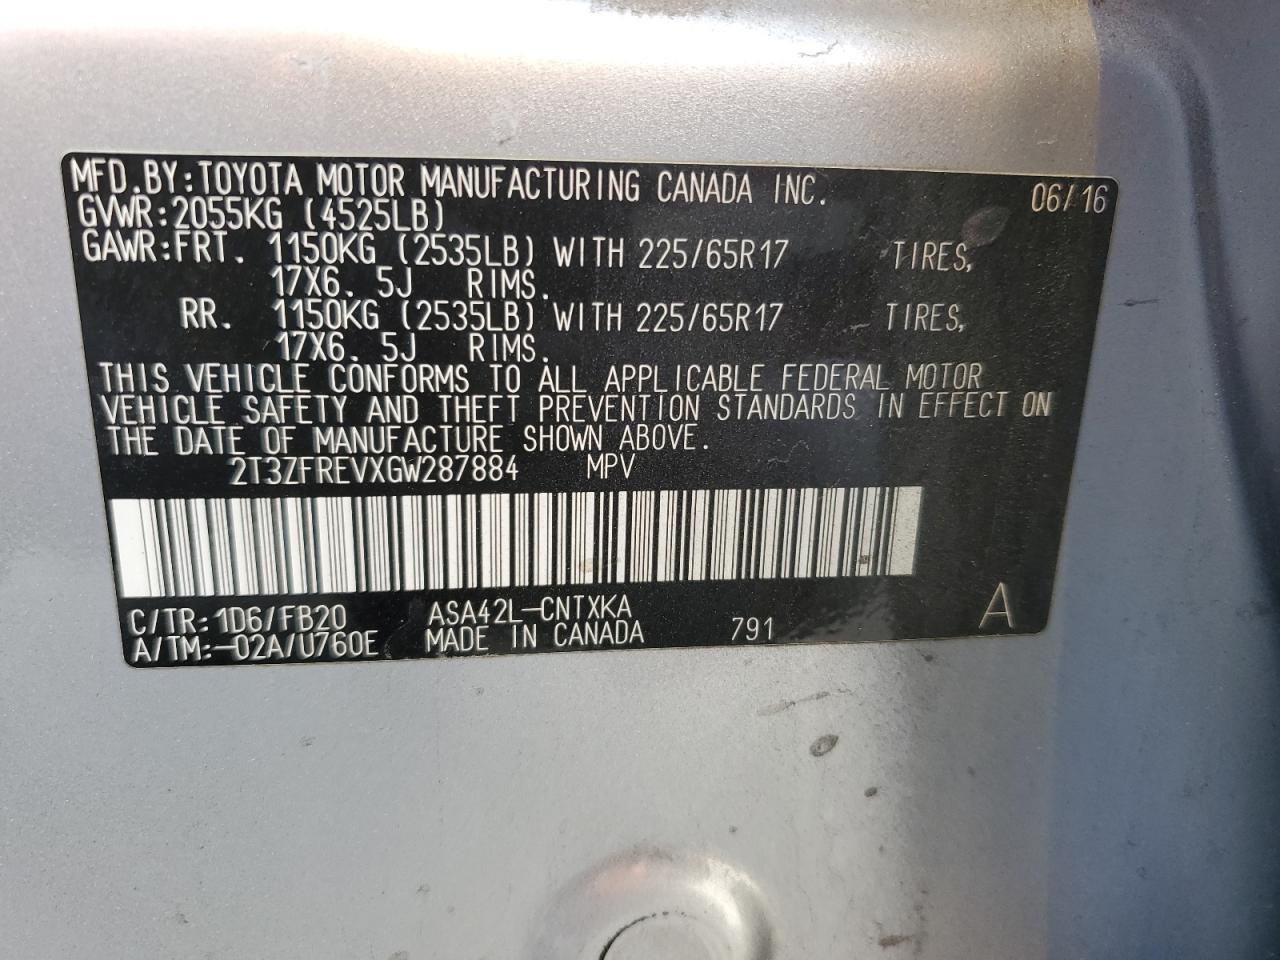 MFD.BY:TOYOTA MOTOR MANUFACTURING CANADA INC. 06/16
GVWR:2055KG (4525LB)
GAWR:FRT. 1150KG (2535LB) WITH 225/65R17 TIRES,
17X6.5J RIMS.
RR. 1150KG (2535LB) WITH 225/65R17 TIRES,
17X6.5J RIMS.
THIS VEHICLE CONFORMS TO ALL APPLICABLE FEDERAL MOTOR
VEHICLE SAFETY AND THEFT PREVENTION STANDARDS IN EFFECT ON
THE DATE OF MANUFACTURE SHOWN ABOVE.
2T3ZFREVXGW287884 MPV
C/TR:1D6/FB20 ASA42L-CNTXKA A
A/TM:-02A/U760E MADE IN CANADA 791